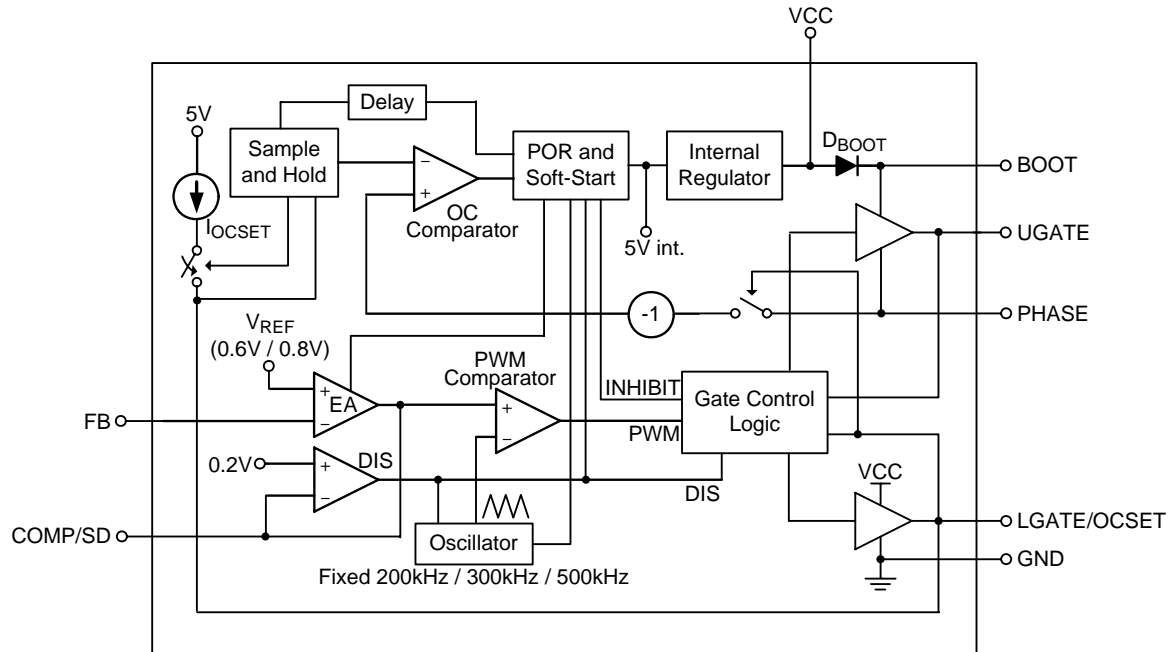 VCC
5V
Delay
Sample
and Hold
POR and
Soft-Start
Internal
Regulator
DBOOT
BOOT
−
+
OC
Comparator
IOCSET
5V int.
UGATE
-1
PHASE
VREF
(0.6V / 0.8V)
PWM
Comparator
INHIBIT
Gate Control
Logic
FB
+
EA
−
+
−
PWM
0.2V
+
−
DIS
DIS
VCC
COMP/SD
Oscillator
LGATE/OCSET
GND
Fixed 200kHz / 300kHz / 500kHz